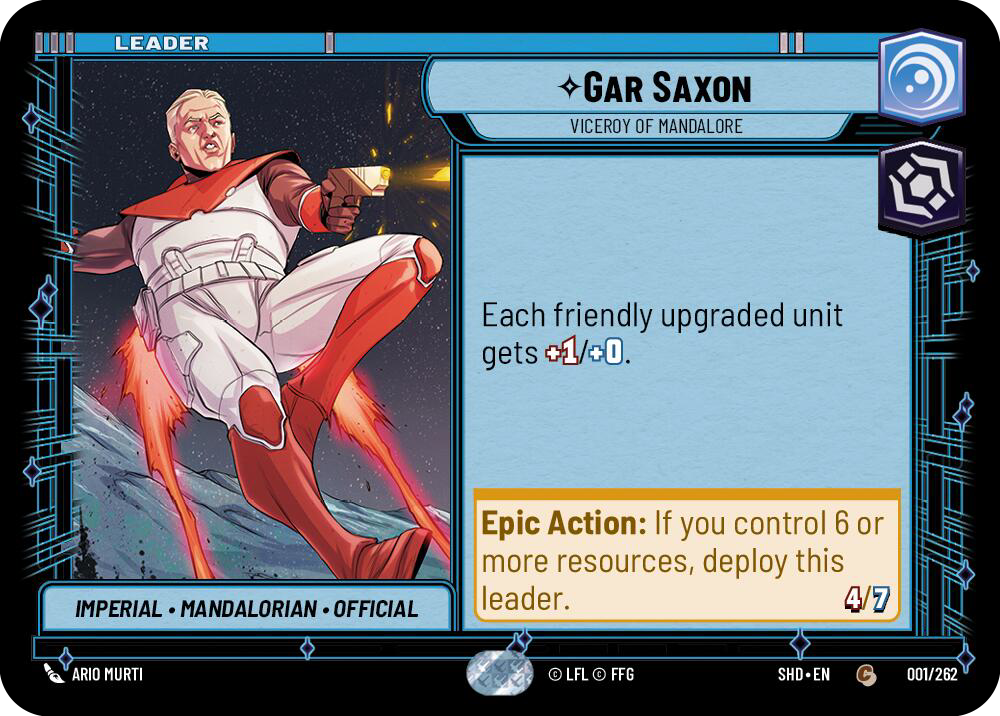 LEADER
✧GAR SAXON
VICEROY OF MANDALORE
Each friendly upgraded unit
gets +1/+0.
Epic Action: If you control 6 or
more resources, deploy this
leader.
4/7
IMPERIAL • MANDALORIAN • OFFICIAL
ARIO MURTI
© LFL © FFG
SHD • EN
C
001/262